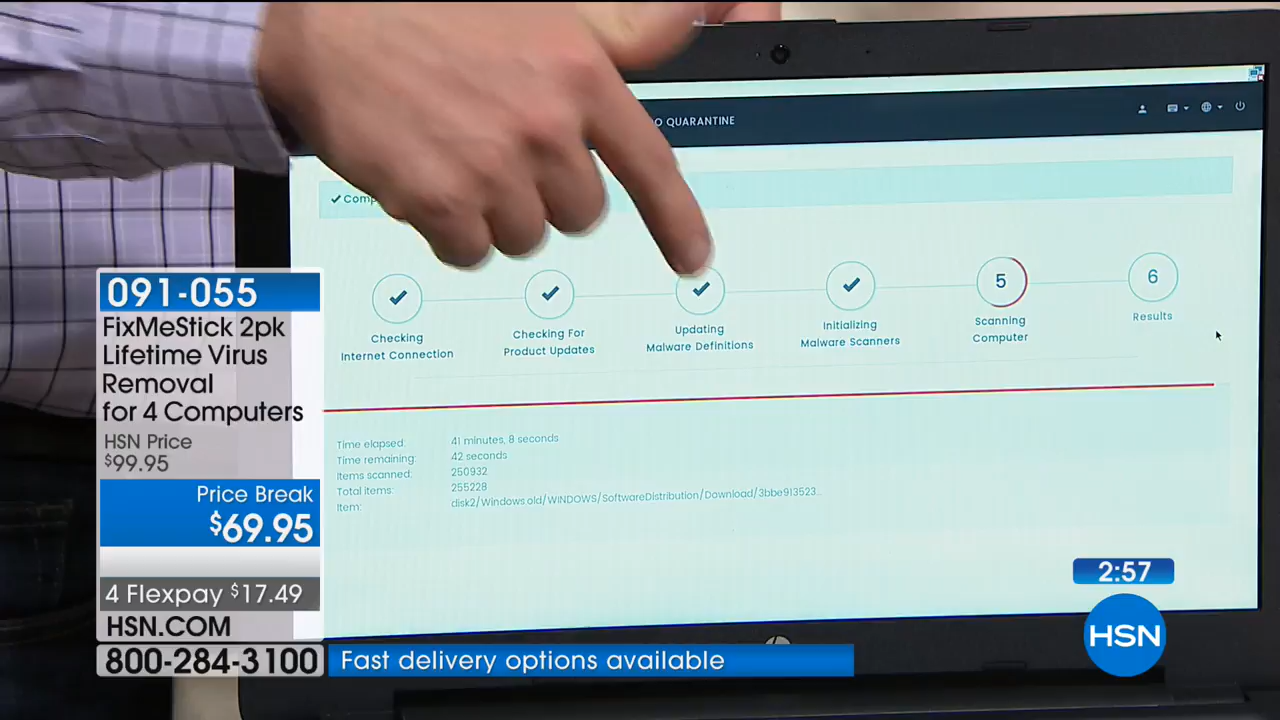 O QUARANTINE
091-055
FixMeStick 2pk
Lifetime Virus
Removal
for 4 Computers
HSN Price
$99.95
Price Break
$69.95
4 Flexpay $17.49
HSN.COM
800-284-3100
Fast delivery options available
Checking
Internet Connection
Checking For
Product Updates
Updating
Malware Definitions
Initializing
Malware Scanners
5
Scanning
Computer
6
Results
Time elapsed: 41 minutes, 8 seconds
Time remaining: 42 seconds
Items scanned: 250932
Total items: 255228
Item: disk2/Windows.old/WINDOWS/SoftwareDistribution/Download/3bbe913523...
2:57
HSN